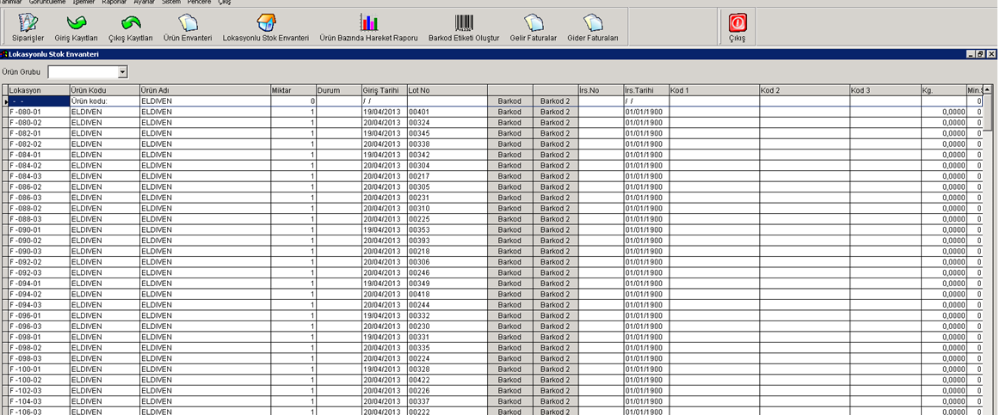 Tanımlar Görüntüleme İşlemler Raporlar Ayarlar Sistem Pencere Çıkış
Siparişler Giriş Kayıtları Çıkış Kayıtları Ürün Envanteri Lokasyonlu Stok Envanteri Ürün Bazında Hareket Raporu Barkod Etiketi Oluştur Gelir Faturalar Gider Faturaları Çıkış
Lokasyonlu Stok Envanteri
Ürün Grubu
Lokasyon Ürün Kodu Ürün Adı Miktar Durum Giriş Tarihi Lot No İrs.No İrs.Tarihi Kod 1 Kod 2 Kod 3 Kg. Min.S
- - Ürün kodu: ELDIVEN 0 / / Barkod Barkod 2 / / 0
F -080-01 ELDIVEN ELDIVEN 1 19/04/2013 00401 Barkod Barkod 2 01/01/1900 0,0000 0
F -080-02 ELDIVEN ELDIVEN 1 20/04/2013 00324 Barkod Barkod 2 01/01/1900 0,0000 0
F -082-01 ELDIVEN ELDIVEN 1 19/04/2013 00345 Barkod Barkod 2 01/01/1900 0,0000 0
F -082-02 ELDIVEN ELDIVEN 1 20/04/2013 00338 Barkod Barkod 2 01/01/1900 0,0000 0
F -084-01 ELDIVEN ELDIVEN 1 19/04/2013 00342 Barkod Barkod 2 01/01/1900 0,0000 0
F -084-02 ELDIVEN ELDIVEN 1 20/04/2013 00304 Barkod Barkod 2 01/01/1900 0,0000 0
F -084-03 ELDIVEN ELDIVEN 1 20/04/2013 00217 Barkod Barkod 2 01/01/1900 0,0000 0
F -086-02 ELDIVEN ELDIVEN 1 20/04/2013 00305 Barkod Barkod 2 01/01/1900 0,0000 0
F -086-03 ELDIVEN ELDIVEN 1 20/04/2013 00231 Barkod Barkod 2 01/01/1900 0,0000 0
F -088-02 ELDIVEN ELDIVEN 1 20/04/2013 00310 Barkod Barkod 2 01/01/1900 0,0000 0
F -088-03 ELDIVEN ELDIVEN 1 20/04/2013 00225 Barkod Barkod 2 01/01/1900 0,0000 0
F -090-01 ELDIVEN ELDIVEN 1 19/04/2013 00353 Barkod Barkod 2 01/01/1900 0,0000 0
F -090-02 ELDIVEN ELDIVEN 1 20/04/2013 00393 Barkod Barkod 2 01/01/1900 0,0000 0
F -090-03 ELDIVEN ELDIVEN 1 20/04/2013 00218 Barkod Barkod 2 01/01/1900 0,0000 0
F -092-02 ELDIVEN ELDIVEN 1 20/04/2013 00306 Barkod Barkod 2 01/01/1900 0,0000 0
F -092-03 ELDIVEN ELDIVEN 1 20/04/2013 00246 Barkod Barkod 2 01/01/1900 0,0000 0
F -094-01 ELDIVEN ELDIVEN 1 19/04/2013 00349 Barkod Barkod 2 01/01/1900 0,0000 0
F -094-02 ELDIVEN ELDIVEN 1 20/04/2013 00418 Barkod Barkod 2 01/01/1900 0,0000 0
F -094-03 ELDIVEN ELDIVEN 1 20/04/2013 00244 Barkod Barkod 2 01/01/1900 0,0000 0
F -096-01 ELDIVEN ELDIVEN 1 19/04/2013 00332 Barkod Barkod 2 01/01/1900 0,0000 0
F -096-03 ELDIVEN ELDIVEN 1 20/04/2013 00230 Barkod Barkod 2 01/01/1900 0,0000 0
F -098-01 ELDIVEN ELDIVEN 1 19/04/2013 00331 Barkod Barkod 2 01/01/1900 0,0000 0
F -098-02 ELDIVEN ELDIVEN 1 20/04/2013 00335 Barkod Barkod 2 01/01/1900 0,0000 0
F -098-03 ELDIVEN ELDIVEN 1 20/04/2013 00224 Barkod Barkod 2 01/01/1900 0,0000 0
F -100-01 ELDIVEN ELDIVEN 1 19/04/2013 00328 Barkod Barkod 2 01/01/1900 0,0000 0
F -100-02 ELDIVEN ELDIVEN 1 20/04/2013 00422 Barkod Barkod 2 01/01/1900 0,0000 0
F -102-03 ELDIVEN ELDIVEN 1 20/04/2013 00226 Barkod Barkod 2 01/01/1900 0,0000 0
F -104-03 ELDIVEN ELDIVEN 1 20/04/2013 00337 Barkod Barkod 2 01/01/1900 0,0000 0
F -106-03 ELDIVEN ELDIVEN 1 20/04/2013 00222 Barkod Barkod 2 01/01/1900 0,0000 0